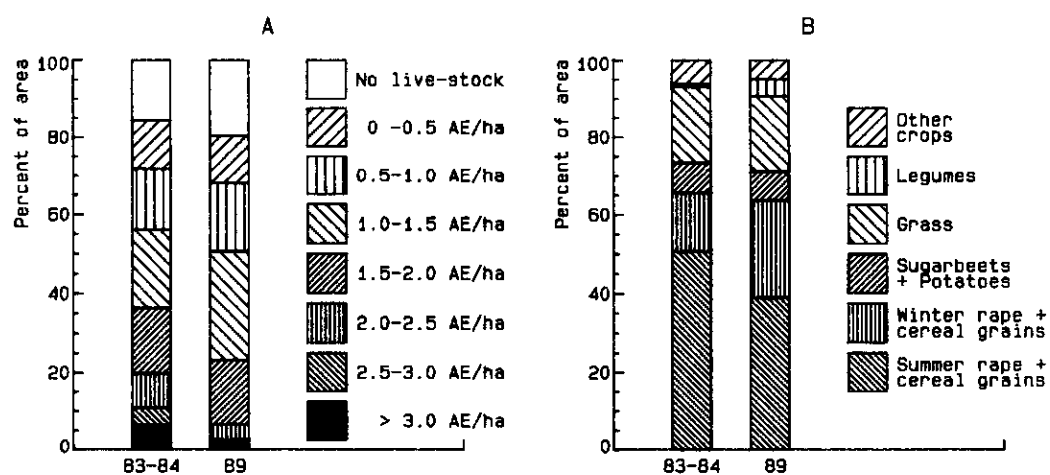 A
Percent of area
100
80
60
40
20
0
83-84
89
No live-stock
0 -0.5 AE/ha
0.5-1.0 AE/ha
1.0-1.5 AE/ha
1.5-2.0 AE/ha
2.0-2.5 AE/ha
2.5-3.0 AE/ha
> 3.0 AE/ha
B
Percent of area
100
80
60
40
20
0
83-84
89
Other
crops
Legumes
Grass
Sugarbeets
+ Potatoes
Winter rape +
cereal grains
Summer rape +
cereal grains